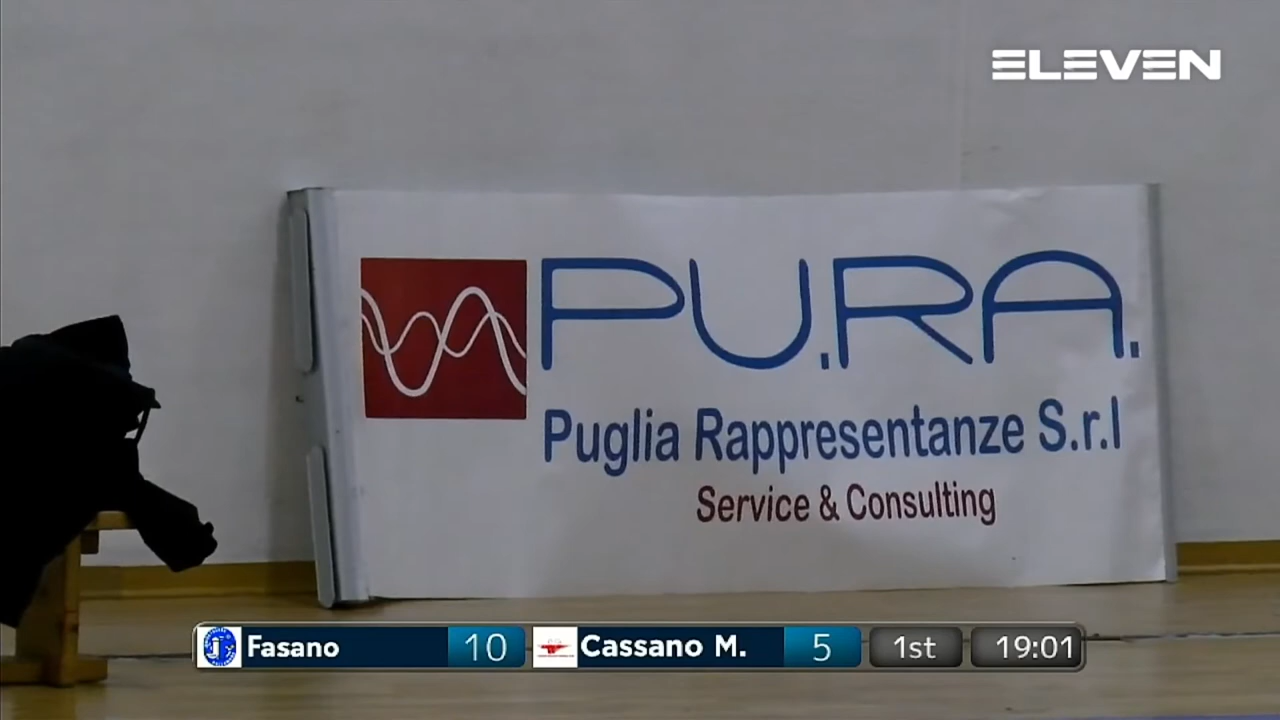 ELEVEN
PU.RA.
Puglia Rappresentanze S.r.l
Service & Consulting
Fasano 10 Cassano M. 5 1st 19:01